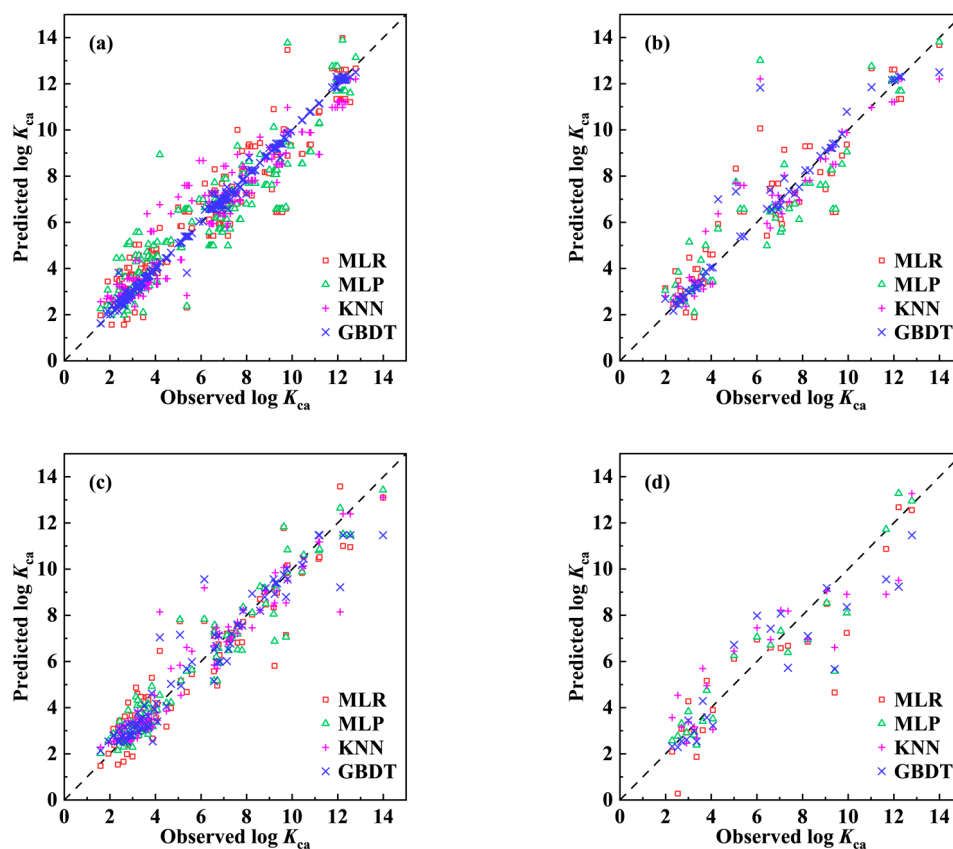 (a)
Predicted log Kca
14
12
10
8
6
4
2
0
MLR
MLP
KNN
GBDT
0 2 4 6 8 10 12 14
Observed log Kca
(b)
Predicted log Kca
14
12
10
8
6
4
2
0
MLR
MLP
KNN
GBDT
0 2 4 6 8 10 12 14
Observed log Kca
(c)
Predicted log Kca
14
12
10
8
6
4
2
0
MLR
MLP
KNN
GBDT
0 2 4 6 8 10 12 14
Observed log Kca
(d)
Predicted log Kca
14
12
10
8
6
4
2
0
MLR
MLP
KNN
GBDT
0 2 4 6 8 10 12 14
Observed log Kca